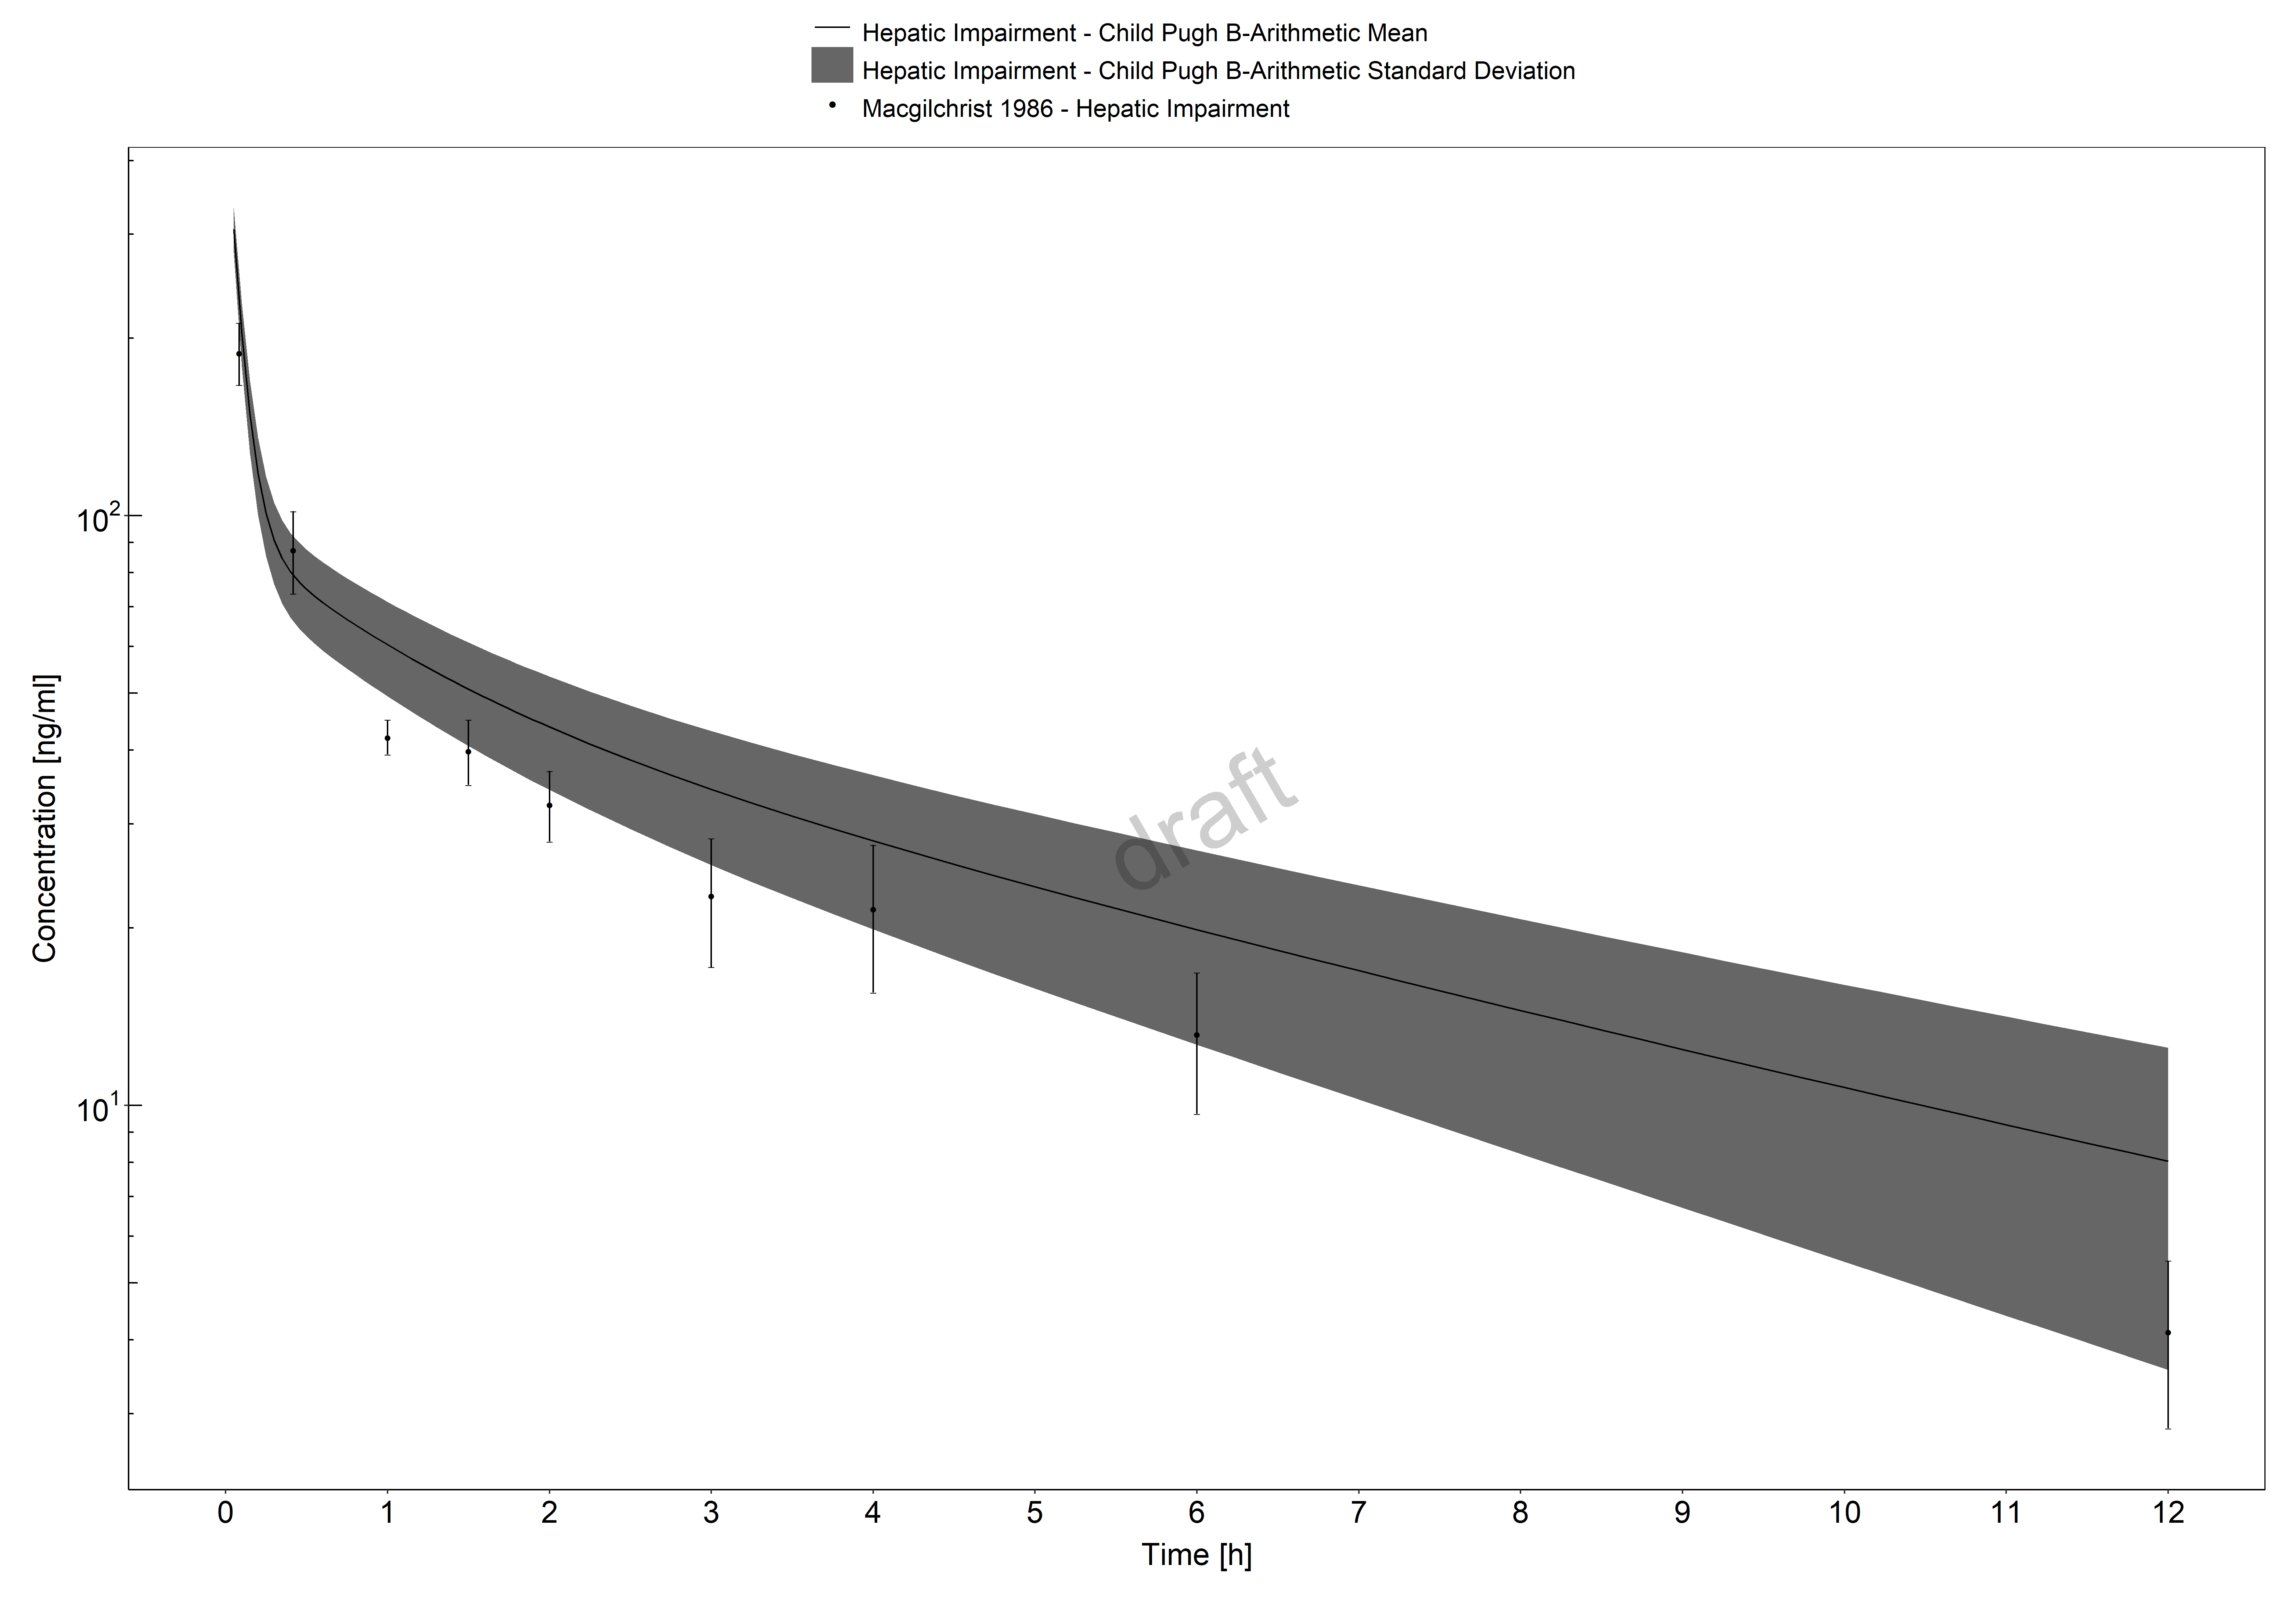 Hepatic Impairment - Child Pugh B-Arithmetic Mean
Hepatic Impairment - Child Pugh B-Arithmetic Standard Deviation
Macgilchrist 1986 - Hepatic Impairment
10²
10¹
Concentration [ng/ml]
draft
0 1 2 3 4 5 6 7 8 9 10 11 12
Time [h]